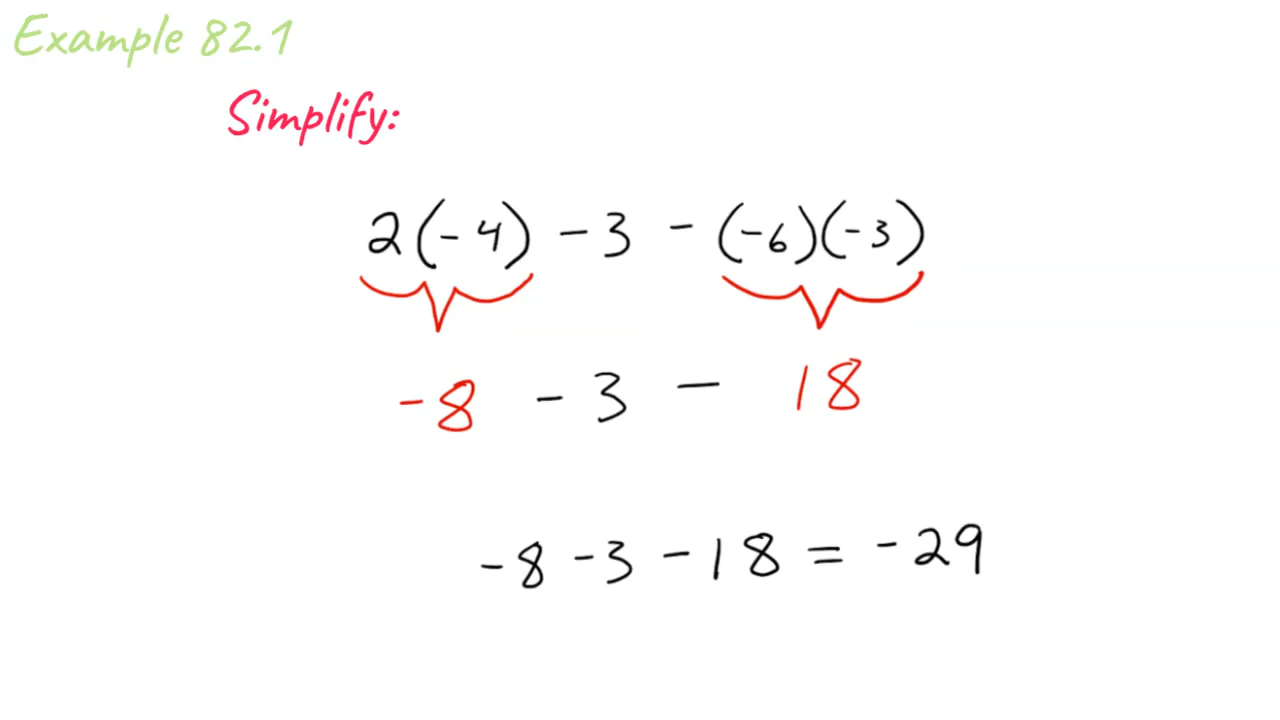 Example 82.1
Simplify:
2(-4) - 3 - (-6)(-3)
-8 - 3 - 18
-8 - 3 - 18 = -29